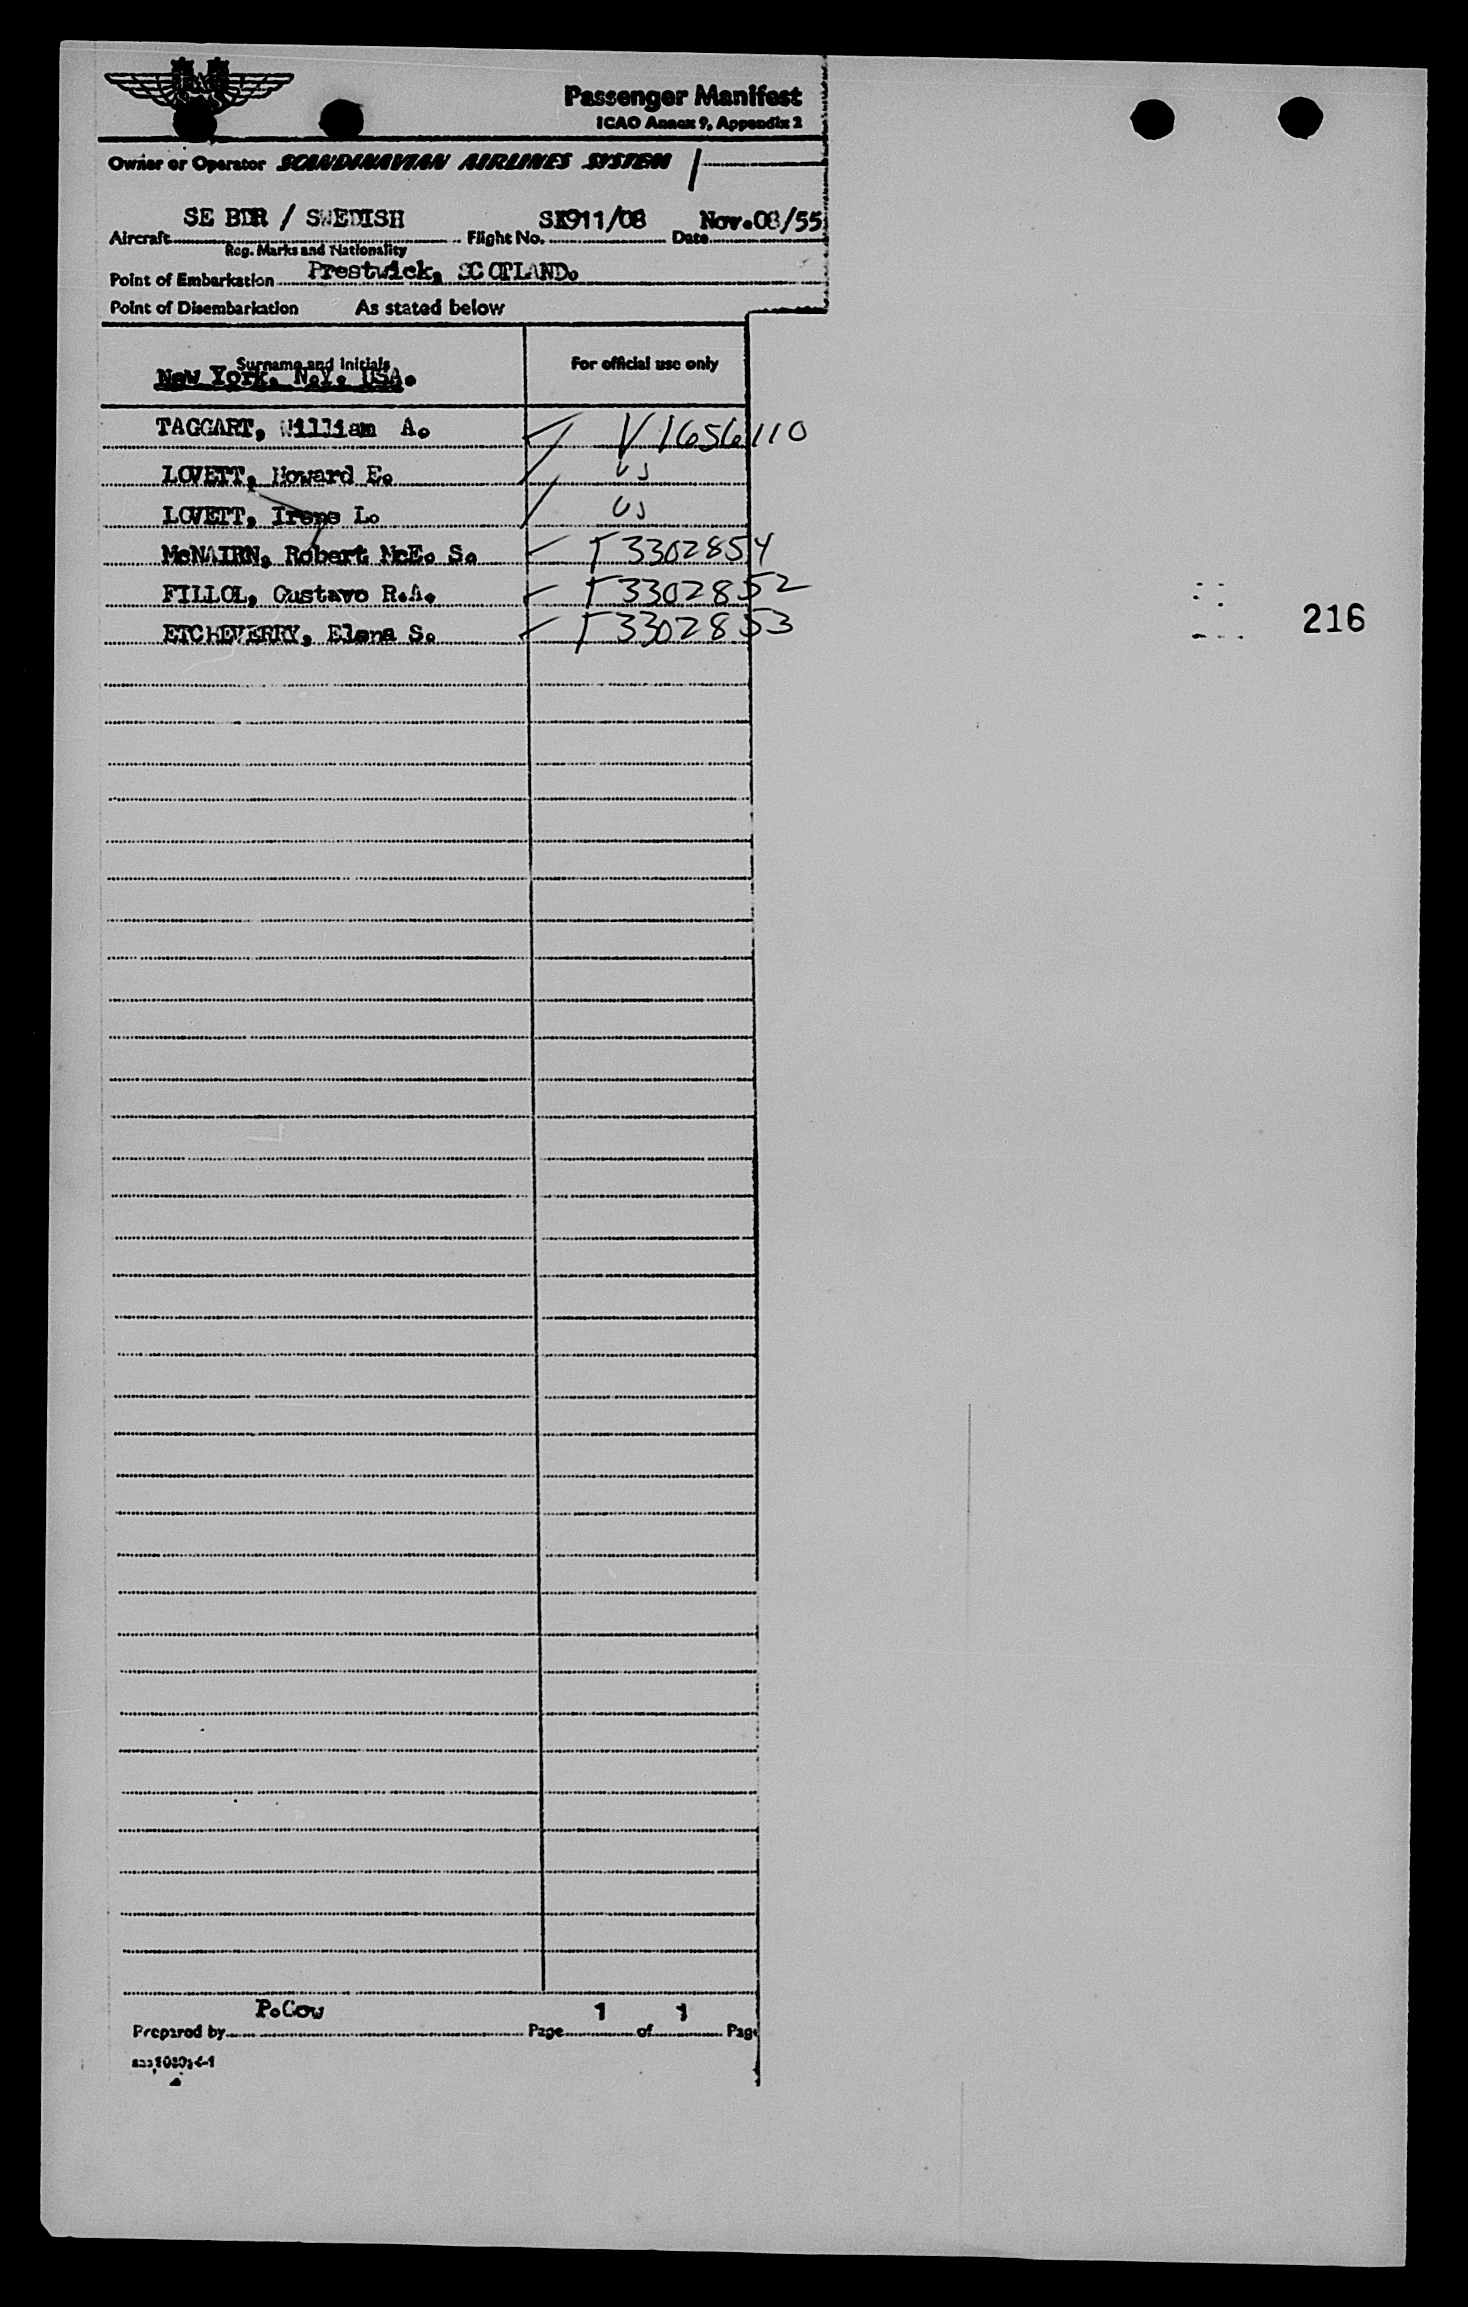 Passenger Manifest
ICAO Annex 9, Appendix 2
Owner or Operator SCANDINAVIAN AIRLINES SYSTEM
SE BDR / SWEDISH SK911/08 Nov.08/55
Aircraft Flight No. Date
Reg. Marks and Nationality
Point of Embarkation Prestwick, SCOTLAND.
Point of Disembarkation As stated below
Surname and Initials For official use only
New York. N.Y. USA.
TAGGART, William A. V1656110
LOVETT, Howard E. US
LOVETT, Irene L. US
McNAIRN, Robert McE. S. T3302854
FILLOL, Gustavo R.A. T3302852
ETCHEVERRY, Elena S. T3302853
216
P.Cow 1 1
Prepared by Page of Page